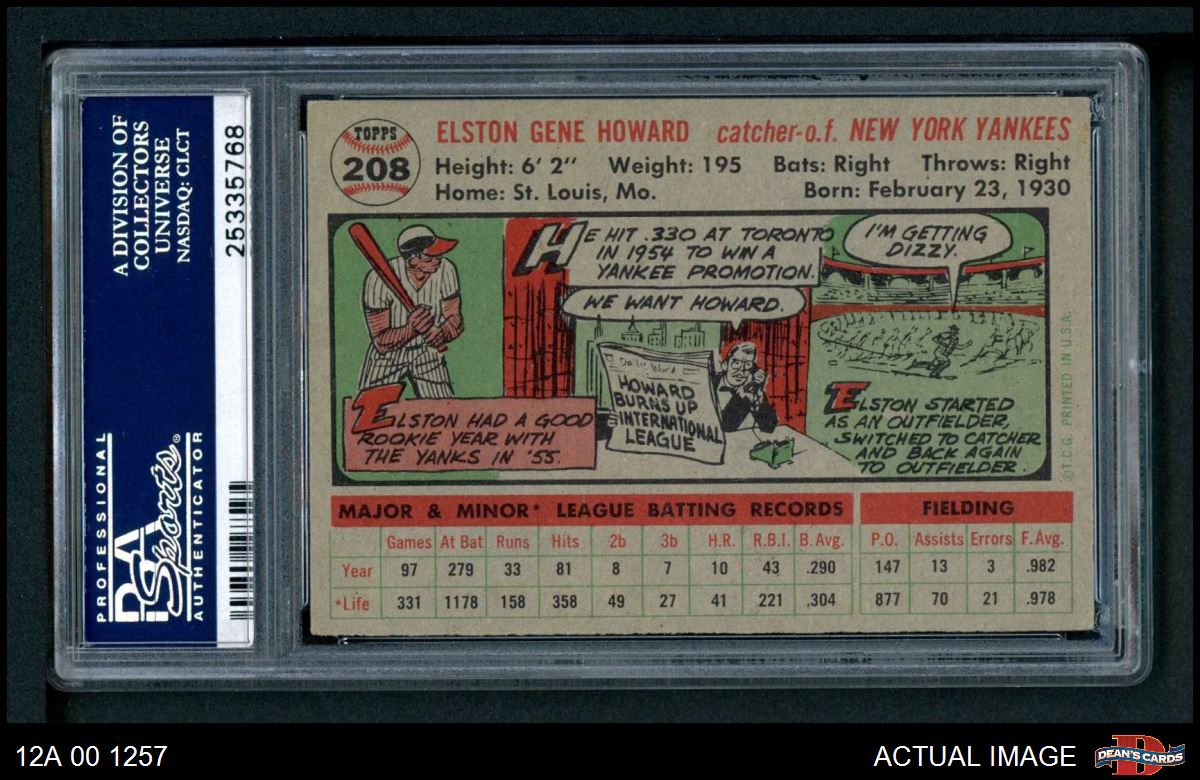 A DIVISION OF
COLLECTORS
UNIVERSE
NASDAQ: CLCT
25335768
PROFESSIONAL
PSA
Sports®
AUTHENTICATOR
TOPPS
208
ELSTON GENE HOWARD catcher-o.f. NEW YORK YANKEES
Height: 6' 2" Weight: 195 Bats: Right Throws: Right
Home: St. Louis, Mo. Born: February 23, 1930
ELSTON HAD A GOOD
ROOKIE YEAR WITH
THE YANKS IN '55.
HE HIT .330 AT TORONTO
IN 1954 TO WIN A
YANKEE PROMOTION.
WE WANT HOWARD.
Daily World
HOWARD
BURNS UP
INTERNATIONAL
LEAGUE
I'M GETTING
DIZZY.
ELSTON STARTED
AS AN OUTFIELDER,
SWITCHED TO CATCHER
AND BACK AGAIN
TO OUTFIELDER.
©T.C.G. PRINTED IN U.S.A.
MAJOR & MINOR* LEAGUE BATTING RECORDS FIELDING
Games At Bat Runs Hits 2b 3b H.R. R.B.I. B. Avg. P.O. Assists Errors F. Avg.
Year 97 279 33 81 8 7 10 43 .290 147 13 3 .982
*Life 331 1178 158 358 49 27 41 221 .304 877 70 21 .978
12A 00 1257
ACTUAL IMAGE
DEAN'S CARDS